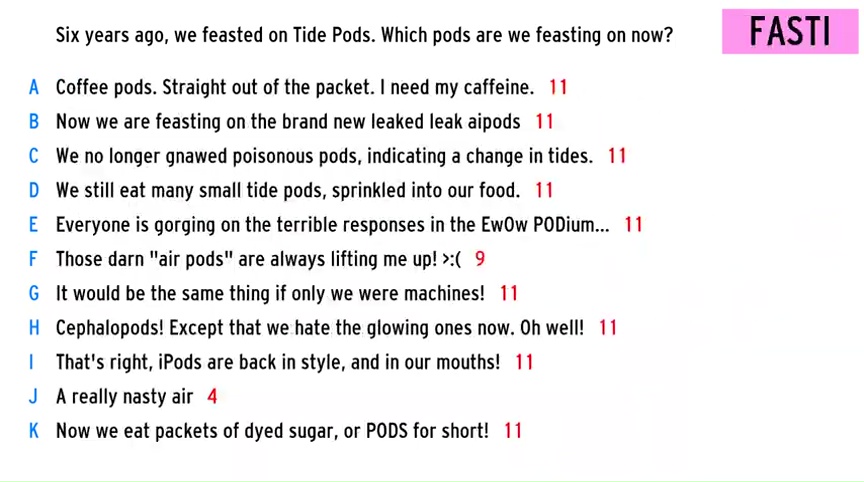 Six years ago, we feasted on Tide Pods. Which pods are we feasting on now?
FASTI
A Coffee pods. Straight out of the packet. I need my caffeine. 11
B Now we are feasting on the brand new leaked leak aipods 11
C We no longer gnawed poisonous pods, indicating a change in tides. 11
D We still eat many small tide pods, sprinkled into our food. 11
E Everyone is gorging on the terrible responses in the EwOw PODium... 11
F Those darn "air pods" are always lifting me up! >:( 9
G It would be the same thing if only we were machines! 11
H Cephalopods! Except that we hate the glowing ones now. Oh well! 11
I That's right, iPods are back in style, and in our mouths! 11
J A really nasty air 4
K Now we eat packets of dyed sugar, or PODS for short! 11